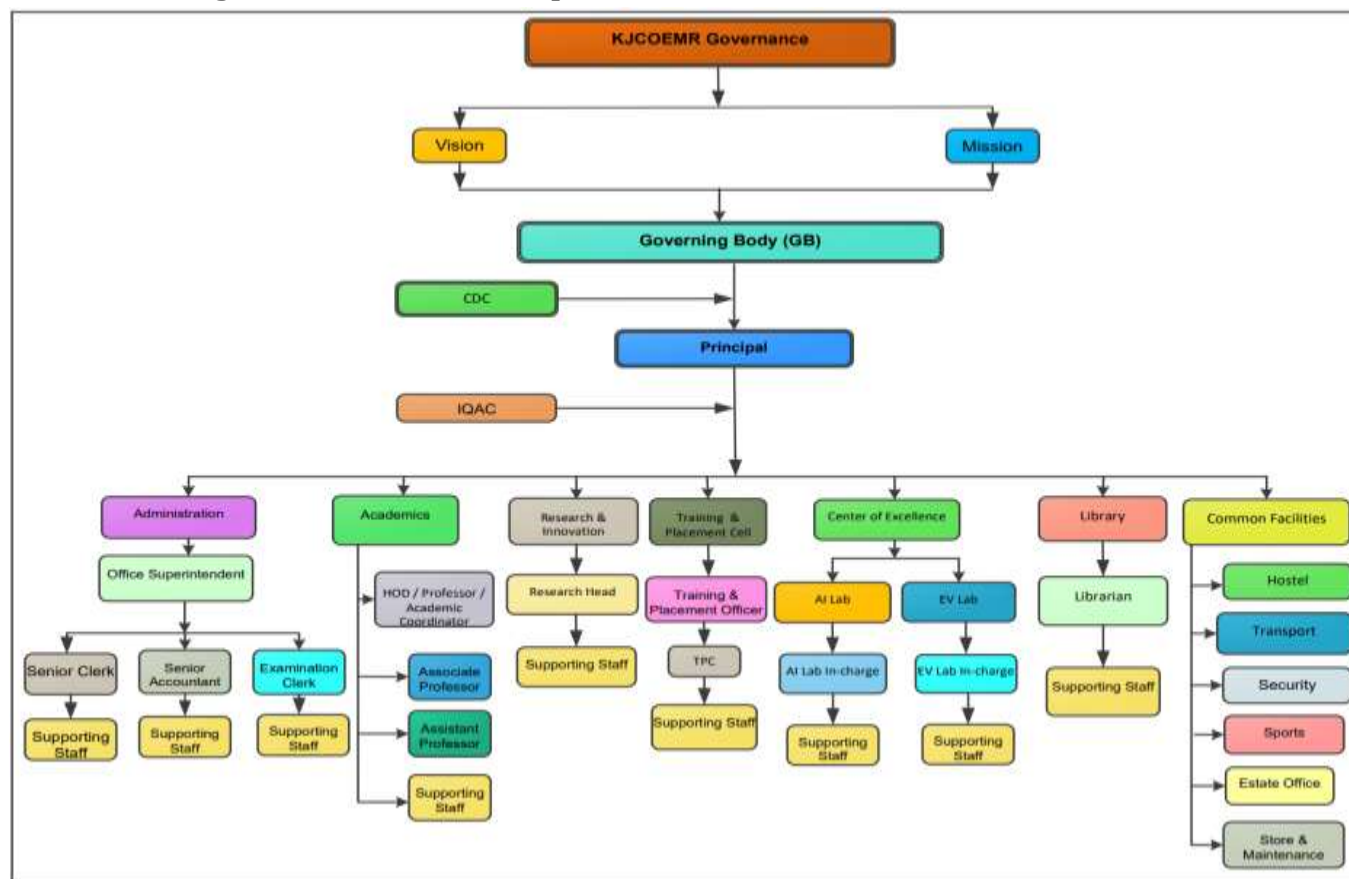 KJCOEMR Governance
Vision
Mission
Governing Body (GB)
CDC
Principal
IQAC
Administration
Office Superintendent
Senior Clerk
Supporting
Staff
Senior
Accountant
Supporting
Staff
Examination
Clerk
Supporting
Staff
Academics
HOD / Professor /
Academic
Coordinator
Associate
Professor
Assistant
Professor
Supporting
Staff
Research &
Innovation
Research Head
Supporting Staff
Training &
Placement Cell
Training &
Placement Officer
TPC
Supporting Staff
Center of Excellence
AI Lab
AI Lab In-charge
Supporting
Staff
EV Lab
EV Lab In-charge
Supporting
Staff
Library
Librarian
Supporting Staff
Common Facilities
Hostel
Transport
Security
Sports
Estate Office
Store &
Maintenance